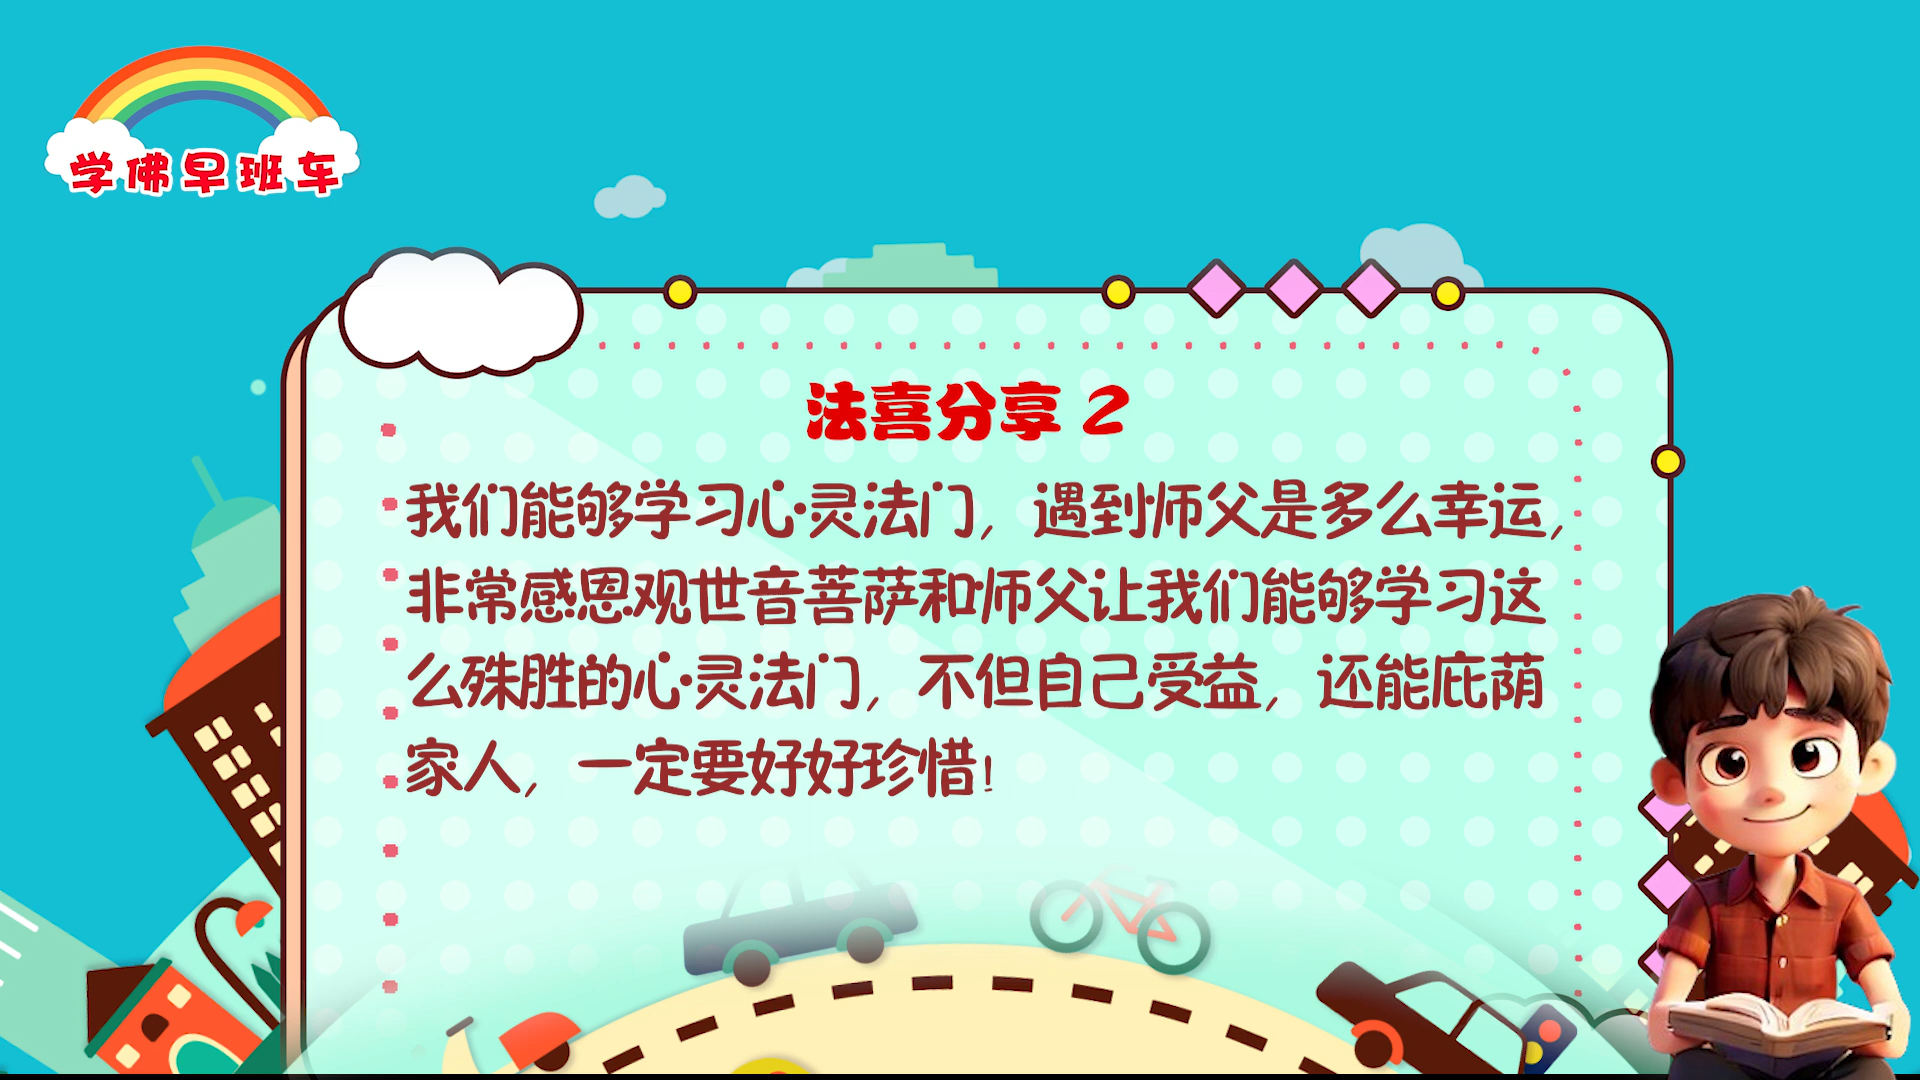 学佛早班车
法喜分享 2
我们能够学习心灵法门，遇到师父是多么幸运，
非常感恩观世音菩萨和师父让我们能够学习这
么殊胜的心灵法门，不但自己受益，还能庇荫
家人，一定要好好珍惜！